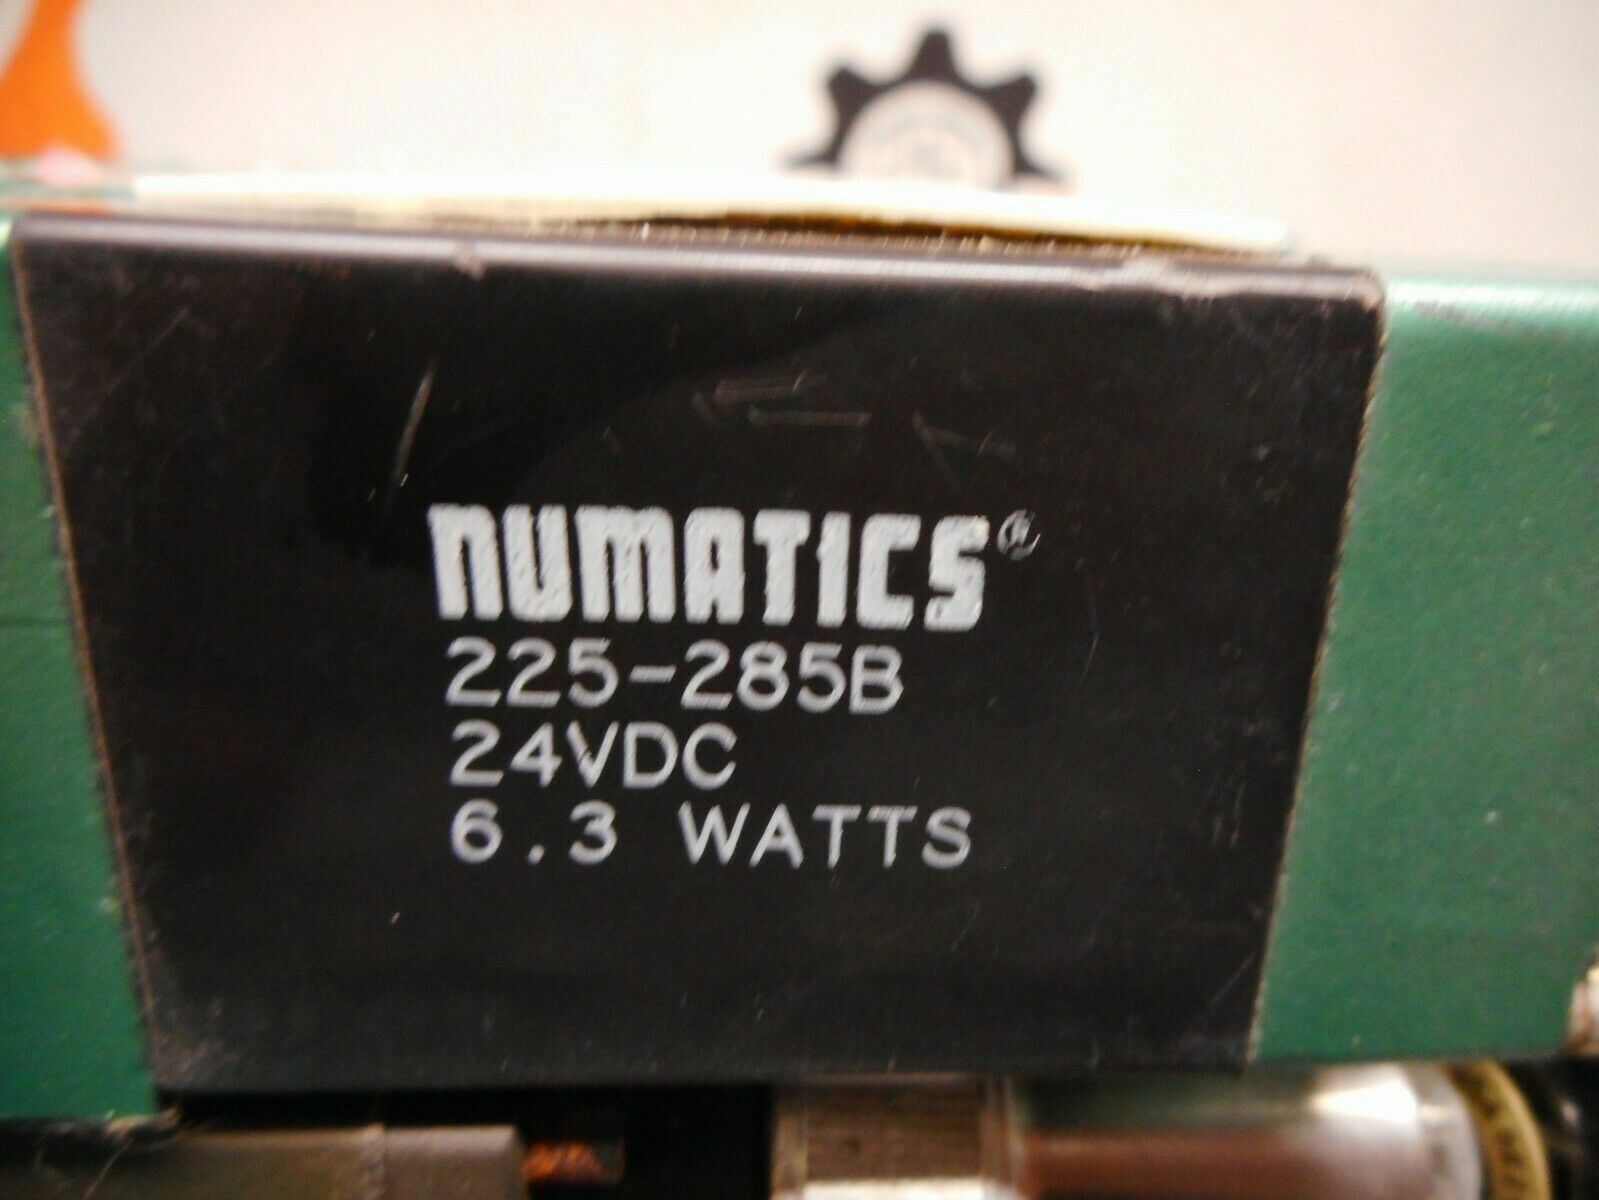 NUMATICS®
225-285B
24VDC
6.3 WATTS